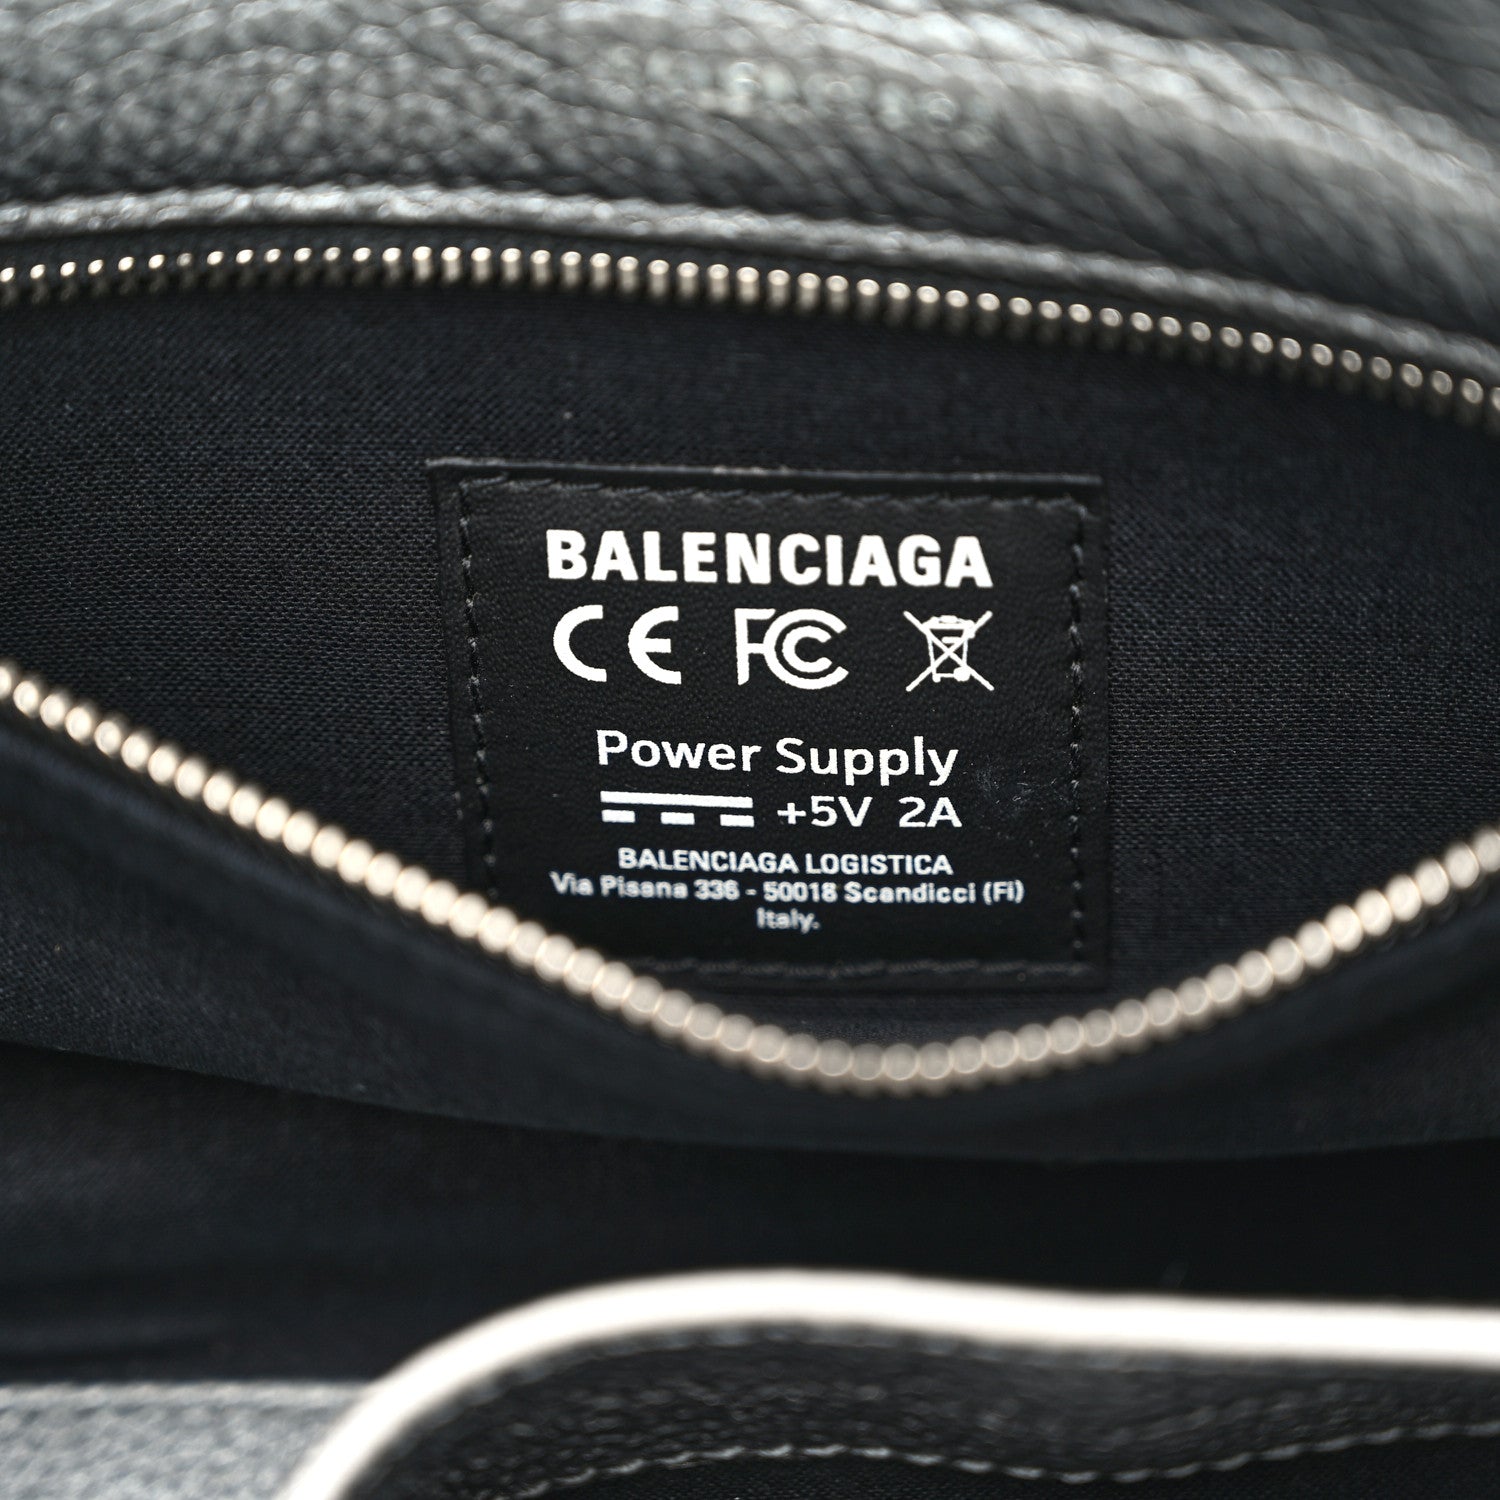 BALENCIAGA
CE FC
Power Supply
+5V 2A
BALENCIAGA LOGISTICA
Via Pisana 336 - 50018 Scandicci (Fi)
Italy.